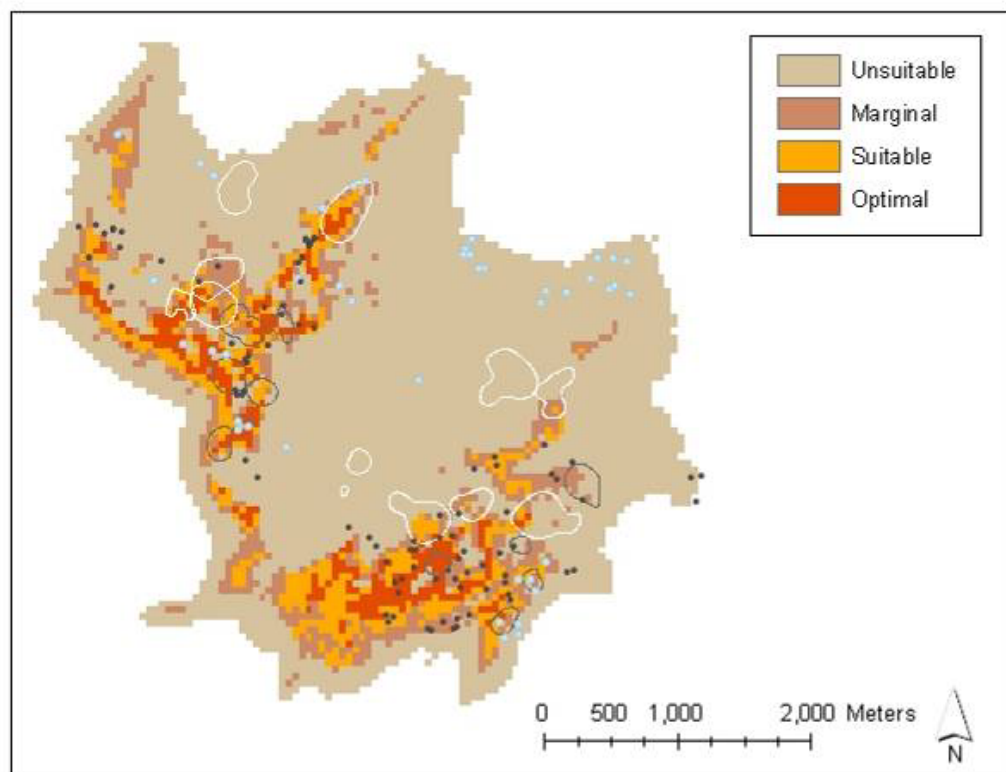 Unsuitable
Marginal
Suitable
Optimal
0 500 1,000 2,000 Meters
N